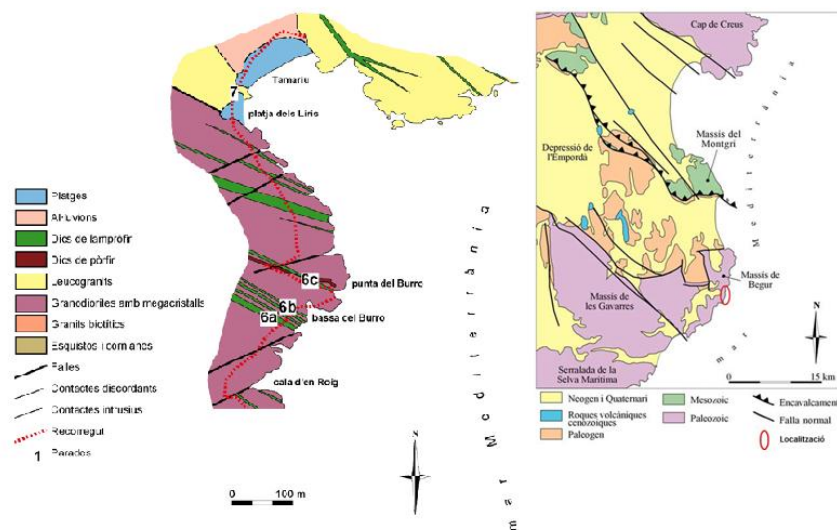 Tamariu
7
platja dels Liris
6c
punta del Burro
6b
6a
bassa del Burro
cala d'en Roig
Mar Mediterrània
N
0 100 m
Platges
Al·luvions
Dics de lampròfir
Dics de pòrfir
Leucogranits
Granodiorites amb megacristalls
Granits biotítics
Esquistos i cornianes
Falles
Contactes discordants
Contactes intrusius
Recorregut
1 Parades
Cap de Creus
Massís del
Montgrí
Depressió de
l'Empordà
Massís de
Begur
Massís de
les Gavarres
Serralada de la
Selva Marítima
mar Mediterrània
N
0 15 km
Neogen i Quaternari
Roques volcàniques
cenozoiques
Paleogen
Mesozoic
Paleozoic
Encavalcament
Falla normal
Localització